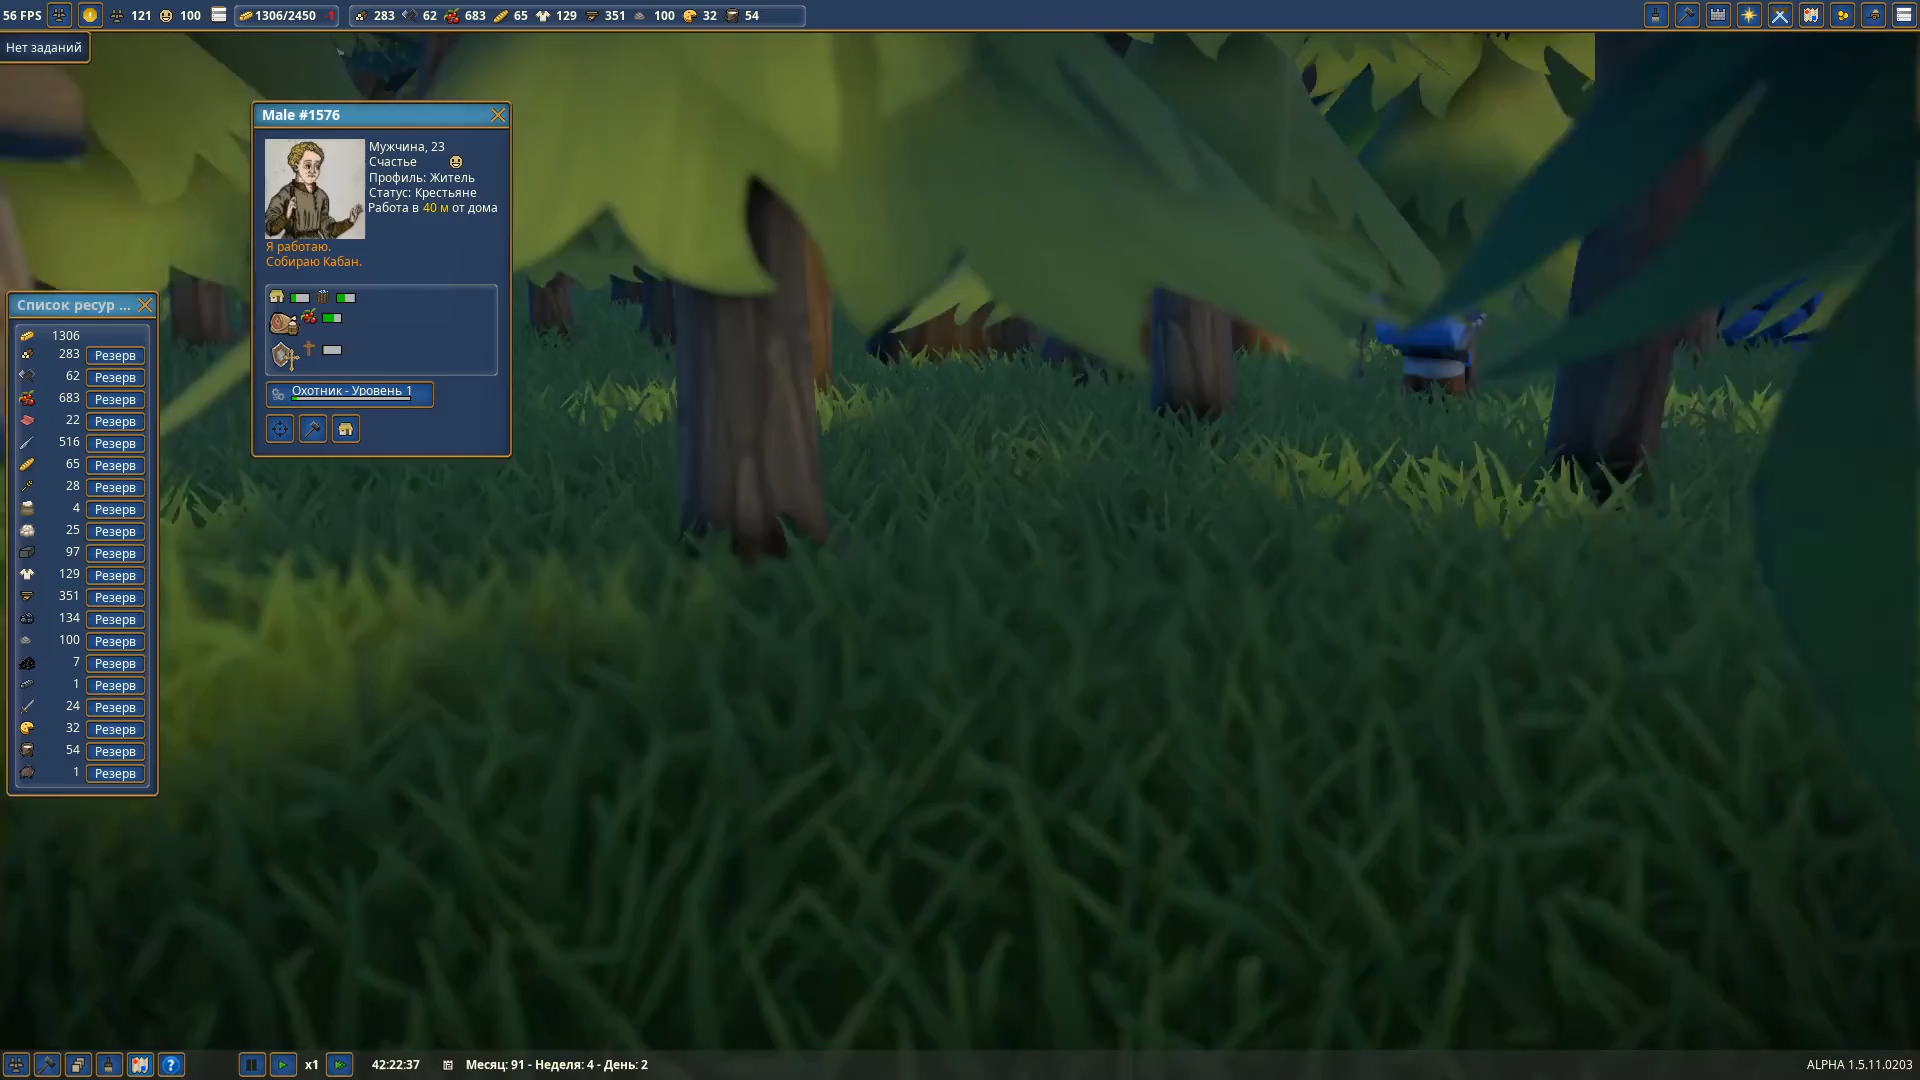 56 FPS 121 100 1306/2450 -1 283 62 683 65 129 351 100 32 54
Нет заданий
Male #1576
Мужчина, 23
Счастье
Профиль: Житель
Статус: Крестьяне
Работа в 40 м от дома
Я работаю.
Собираю Кабан.
Охотник - Уровень 1
Список ресур ...
1306
283 Резерв
62 Резерв
683 Резерв
22 Резерв
516 Резерв
65 Резерв
28 Резерв
4 Резерв
25 Резерв
97 Резерв
129 Резерв
351 Резерв
134 Резерв
100 Резерв
7 Резерв
1 Резерв
24 Резерв
32 Резерв
54 Резерв
1 Резерв
? x1 42:22:37 Месяц: 91 - Неделя: 4 - День: 2 ALPHA 1.5.11.0203